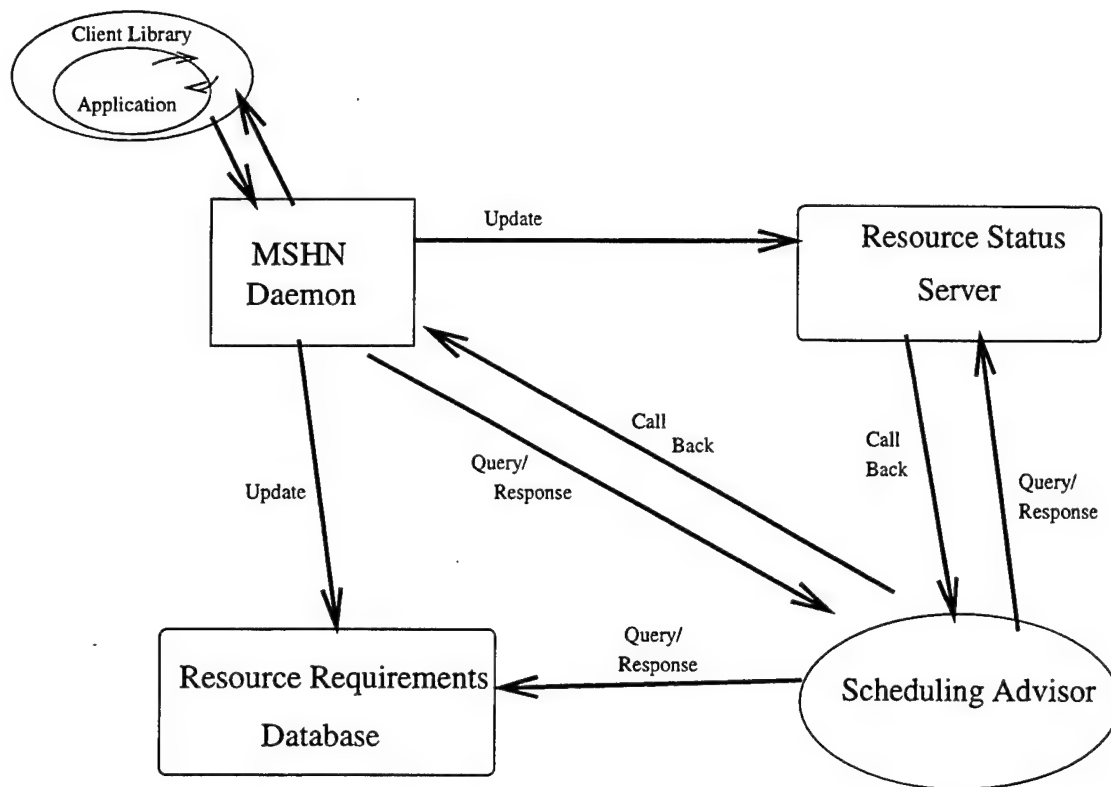 Client Library
Application
Update
MSHN
Daemon
Resource Status
Server
Call
Back
Query/
Response
Call
Back
Query/
Response
Update
Query/
Response
Resource Requirements
Database
Scheduling Advisor